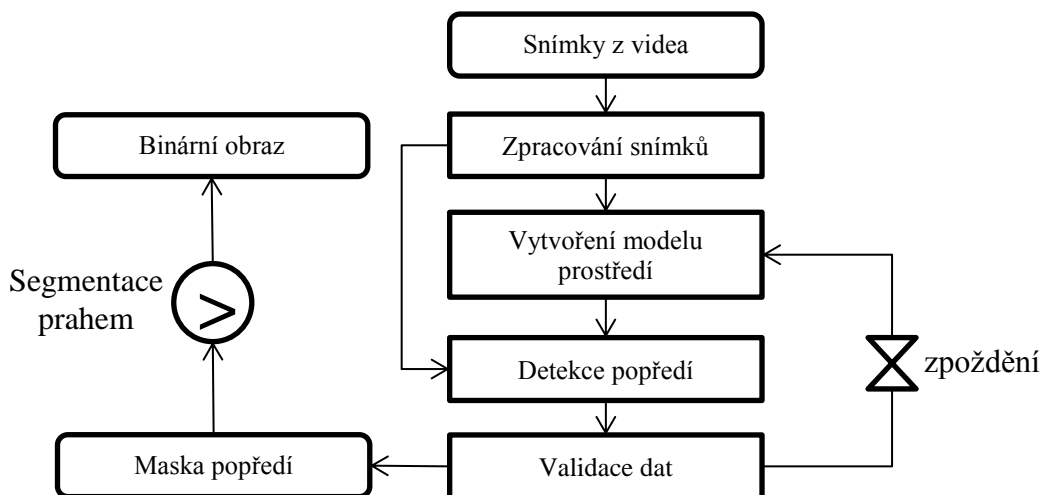 Snímky z videa
Zpracování snímků
Binární obraz
Vytvoření modelu
prostředí
Segmentace
prahem
>
Detekce popředí
zpoždění
Maska popředí
Validace dat